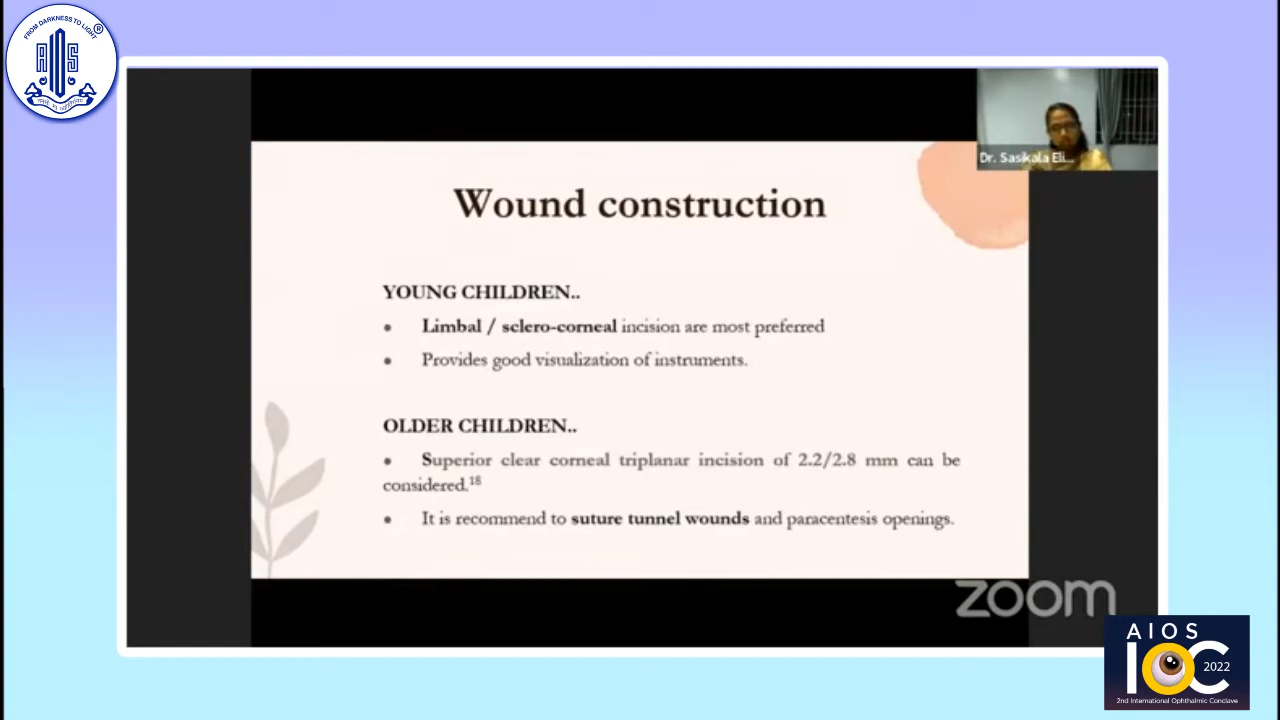 FROM DARKNESS TO LIGHT
®
AIOS
Dr. Sasikala Eli...
Wound construction
YOUNG CHILDREN..
● Limbal / sclero-corneal incision are most preferred
● Provides good visualization of instruments.
OLDER CHILDREN..
● Superior clear corneal triplanar incision of 2.2/2.8 mm can be
considered.18
● It is recommend to suture tunnel wounds and paracentesis openings.
zoom
AIOS
IOC
2022
2nd International Ophthalmic Conclave